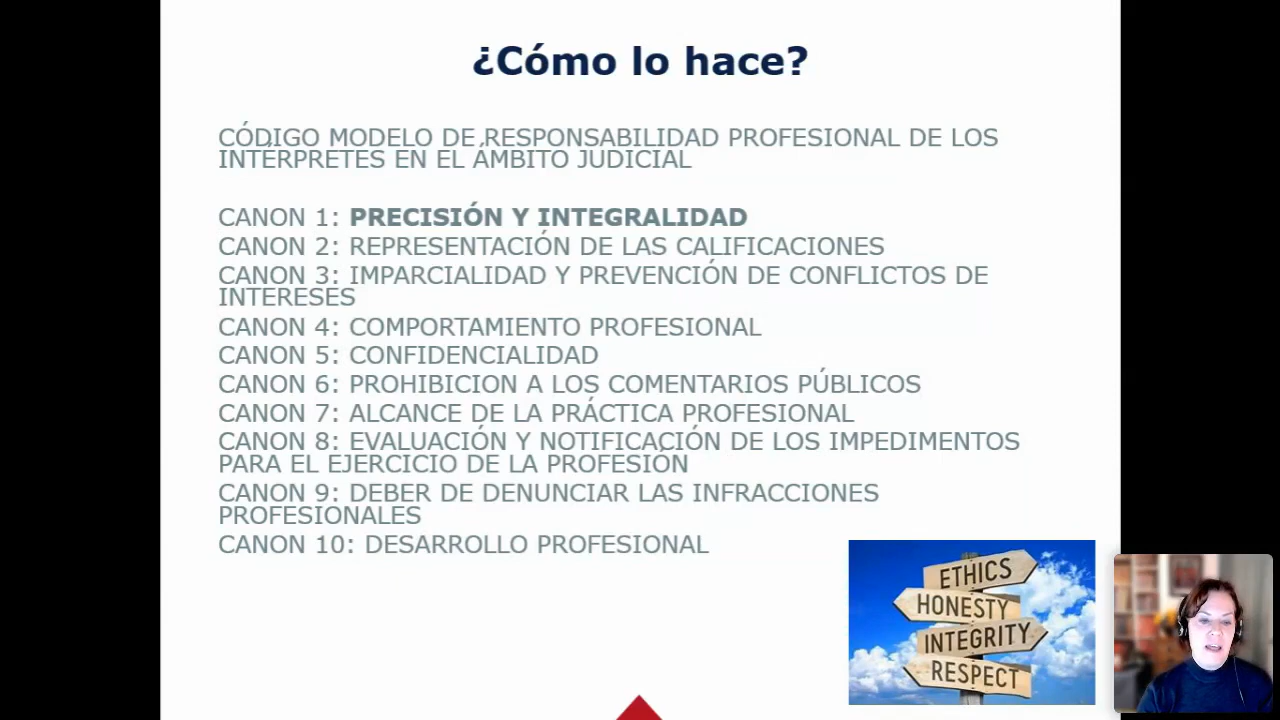 ¿Cómo lo hace?
CÓDIGO MODELO DE RESPONSABILIDAD PROFESIONAL DE LOS
INTÉRPRETES EN EL ÁMBITO JUDICIAL
CANON 1: PRECISIÓN Y INTEGRALIDAD
CANON 2: REPRESENTACIÓN DE LAS CALIFICACIONES
CANON 3: IMPARCIALIDAD Y PREVENCIÓN DE CONFLICTOS DE
INTERESES
CANON 4: COMPORTAMIENTO PROFESIONAL
CANON 5: CONFIDENCIALIDAD
CANON 6: PROHIBICION A LOS COMENTARIOS PÚBLICOS
CANON 7: ALCANCE DE LA PRÁCTICA PROFESIONAL
CANON 8: EVALUACIÓN Y NOTIFICACIÓN DE LOS IMPEDIMENTOS
PARA EL EJERCICIO DE LA PROFESIÓN
CANON 9: DEBER DE DENUNCIAR LAS INFRACCIONES
PROFESIONALES
CANON 10: DESARROLLO PROFESIONAL
ETHICS
HONESTY
INTEGRITY
RESPECT